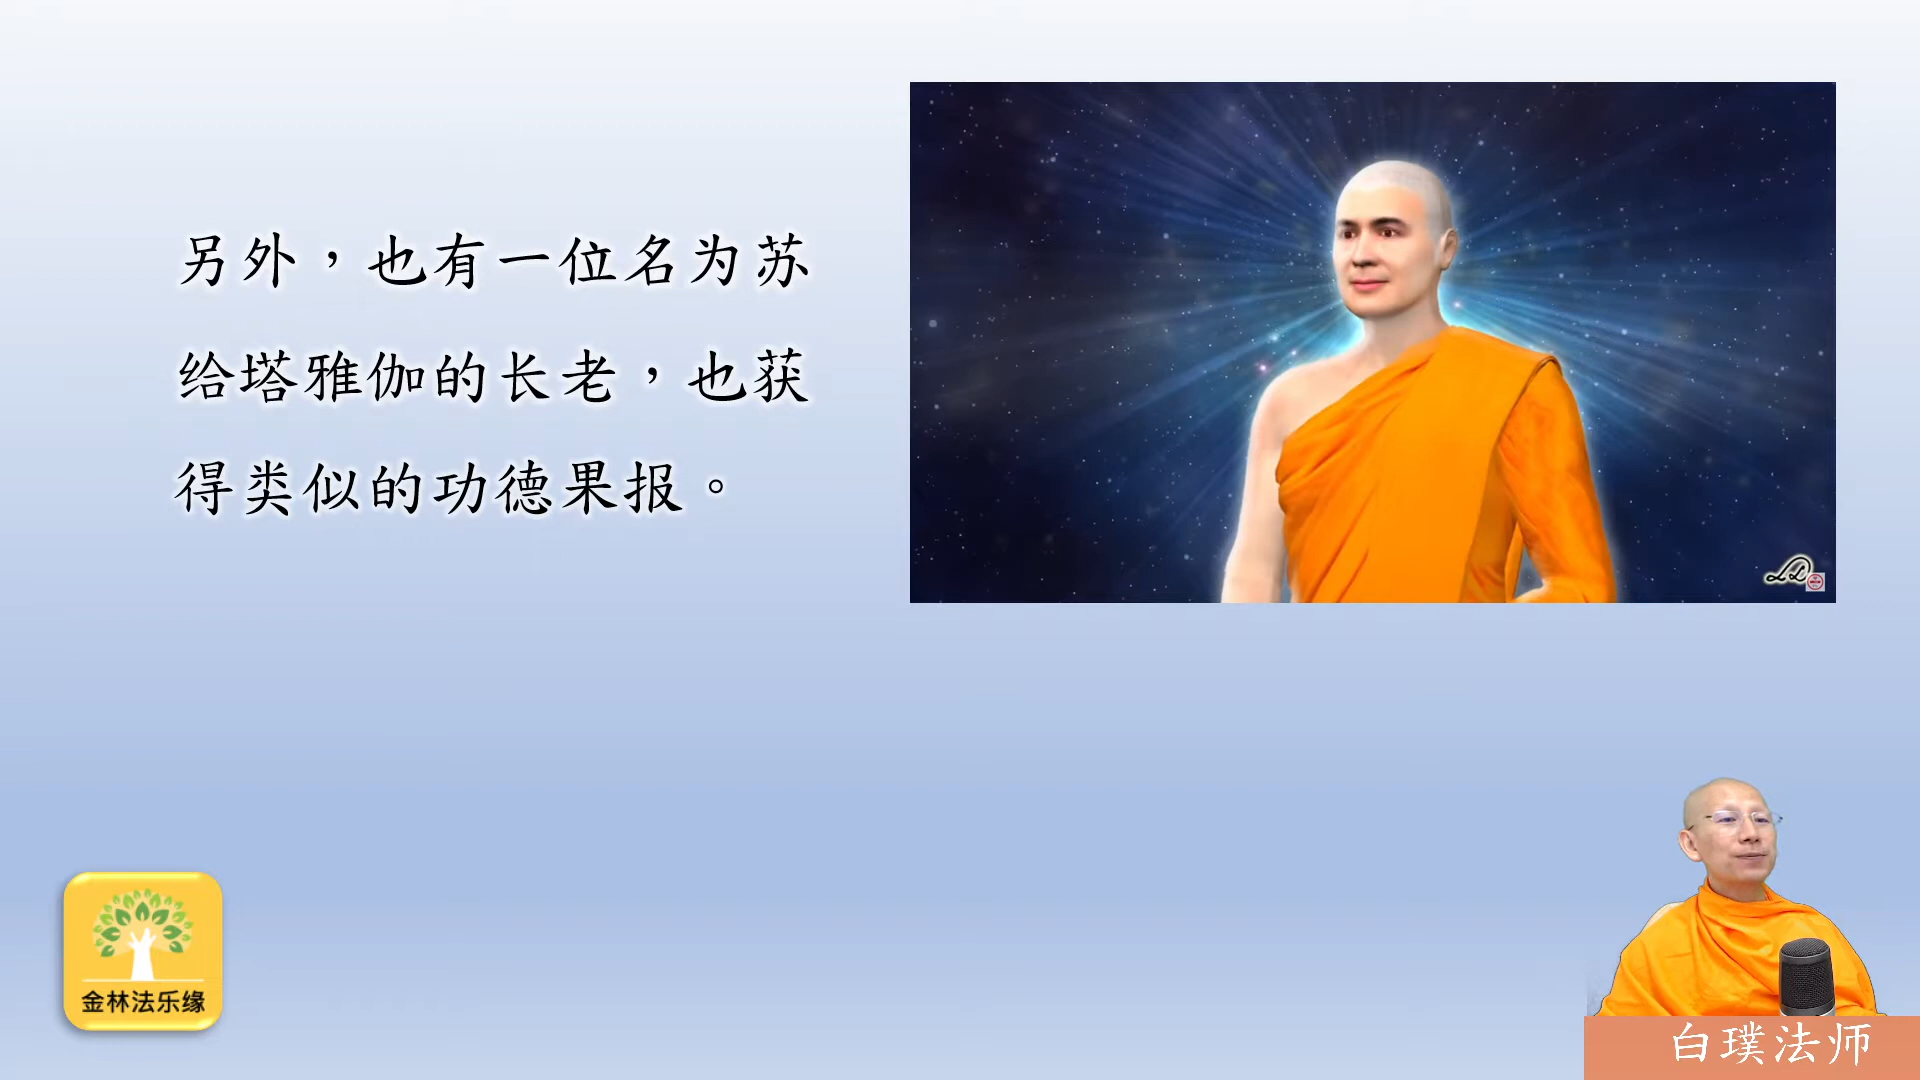 另外，也有一位名为苏
给塔雅伽的长老，也获
得类似的功德果报。
金林法乐缘
白璞法师